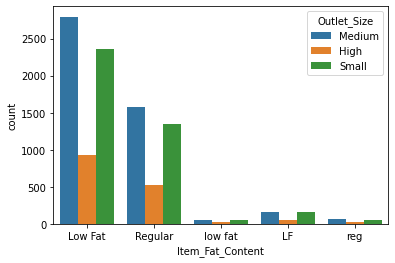 Outlet_Size
Medium
High
Small
count
2500
2000
1500
1000
500
0
Low Fat Regular low fat LF reg
Item_Fat_Content